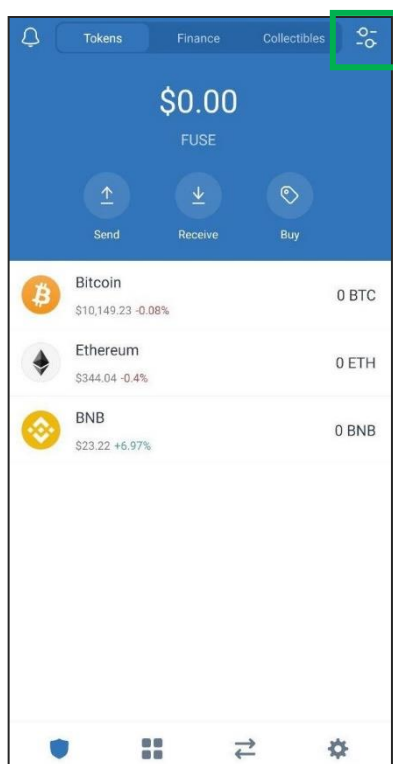 Tokens Finance Collectibles
$0.00
FUSE
Send Receive Buy
Bitcoin
0 BTC
$10,149.23 -0.08%
Ethereum
0 ETH
$344.04 -0.4%
BNB
0 BNB
$23.22 +6.97%